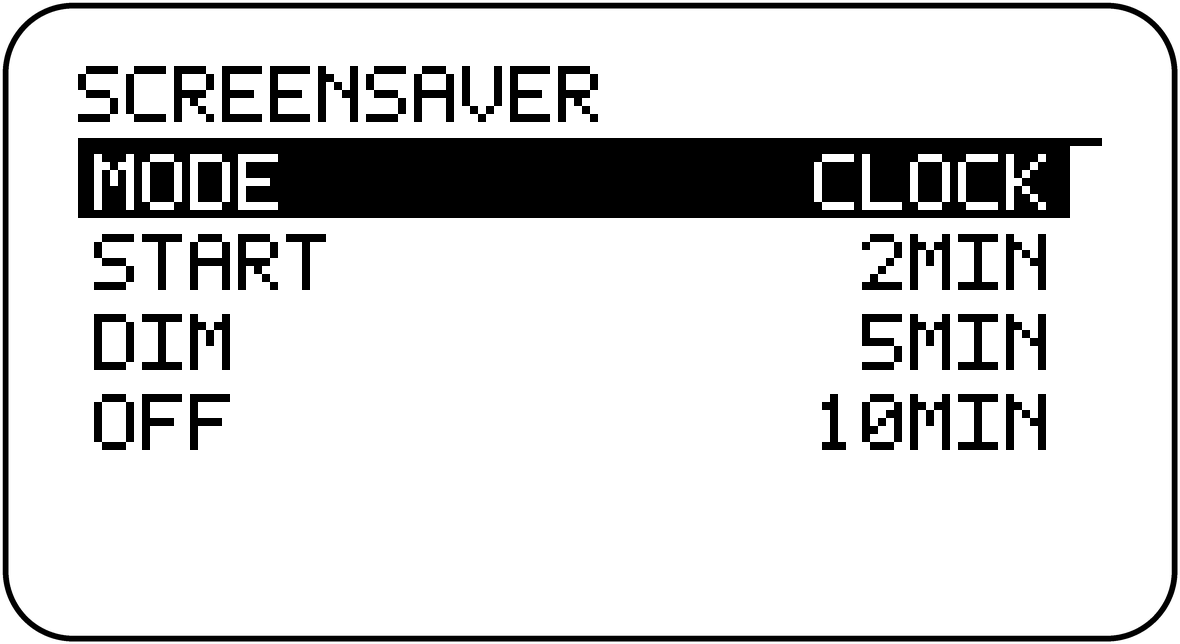 SCREENSAVER
MODE CLOCK
START 2MIN
DIM 5MIN
OFF 10MIN